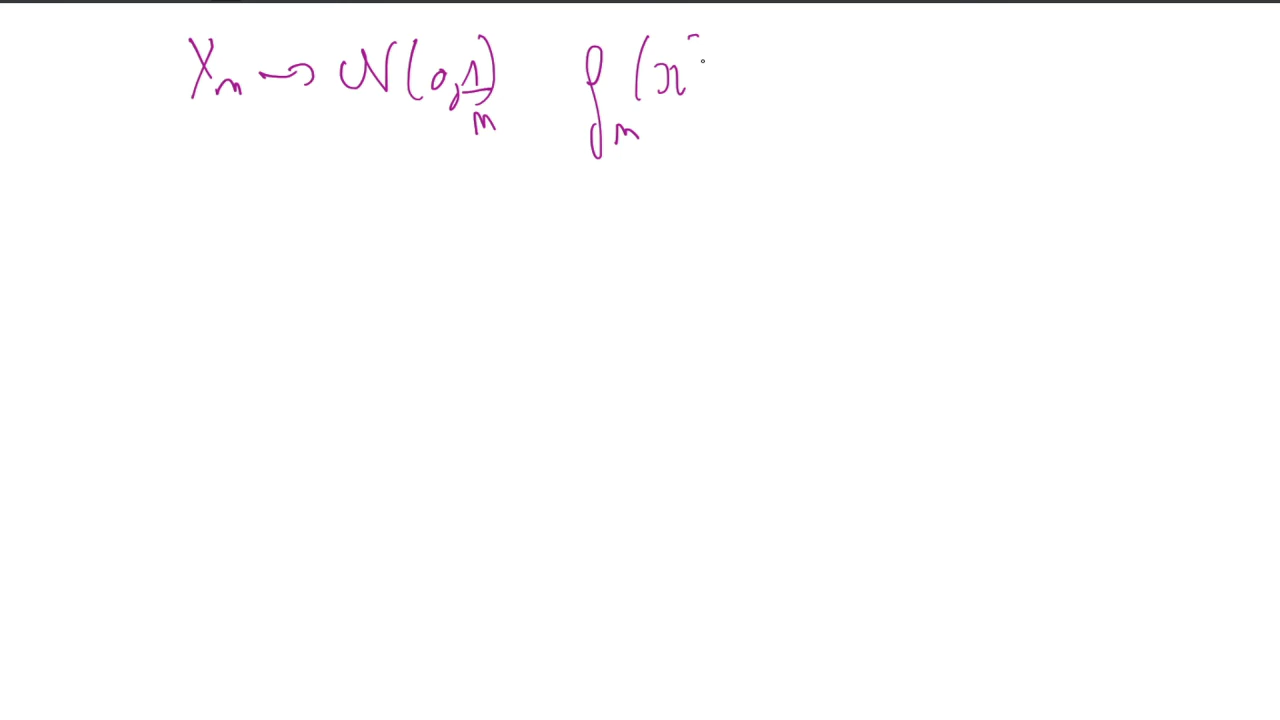 Xₙ ↝ N(0, 1/n) fₙ(x